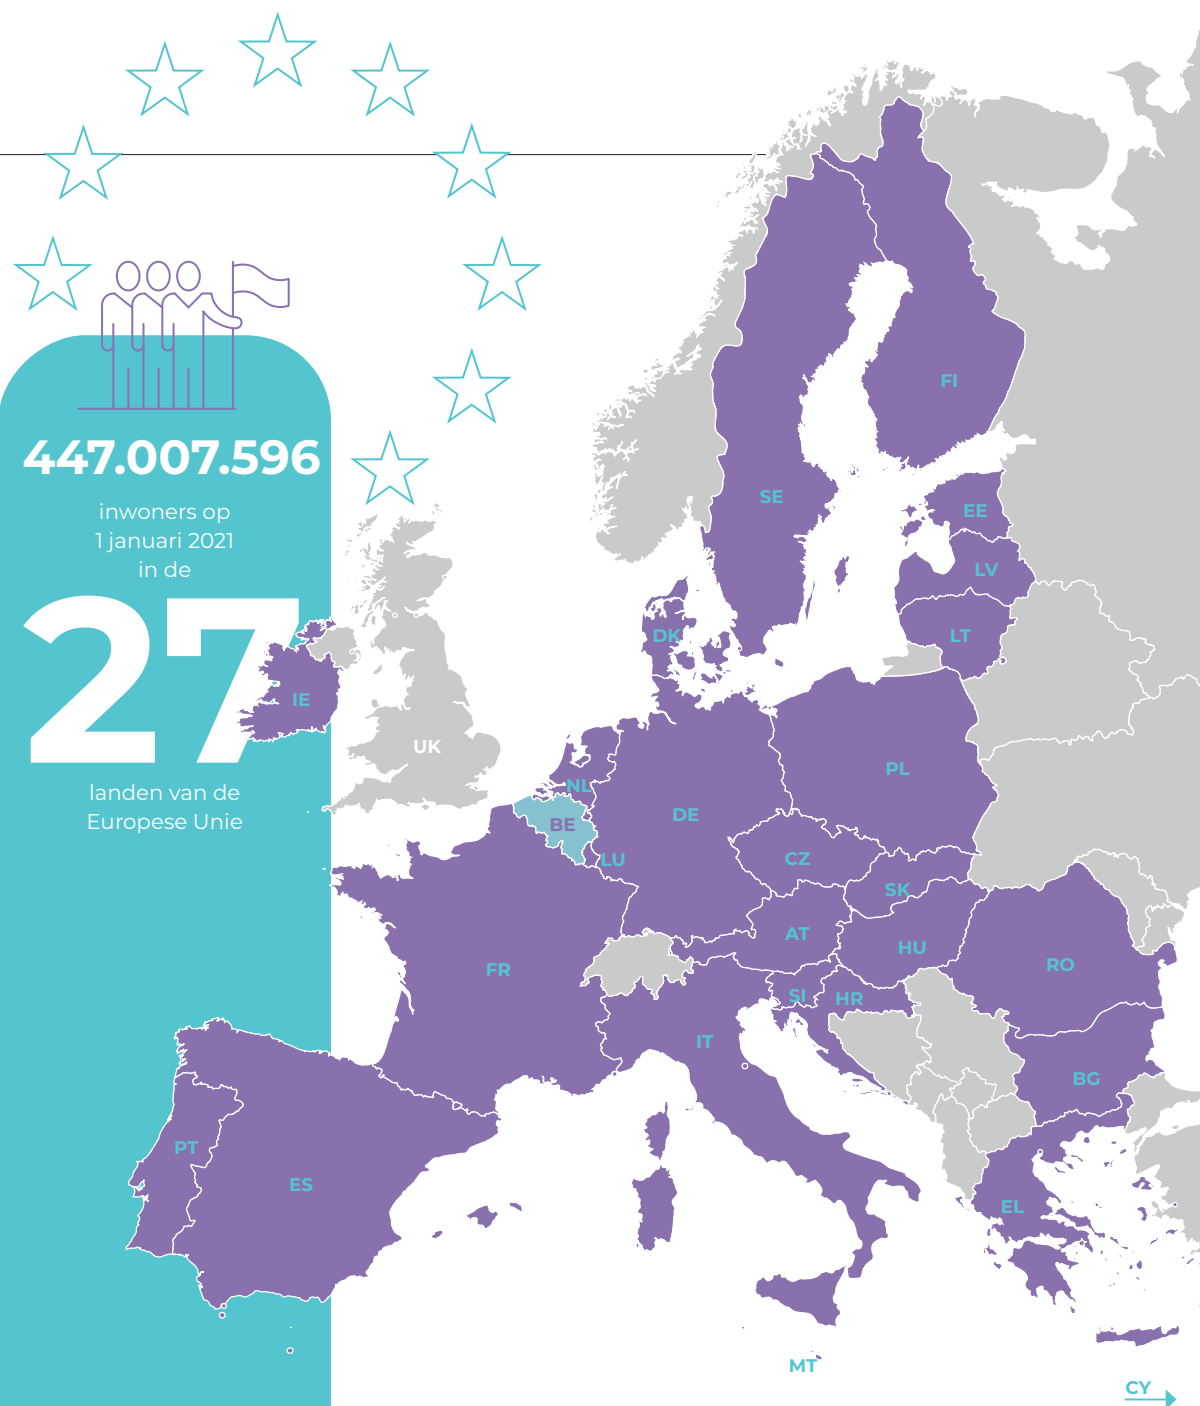 447.007.596
inwoners op
1 januari 2021
in de
27
landen van de
Europese Unie
FI
SE
EE
LV
LT
DK
IE
UK
NL
PL
DE
BE
LU
CZ
SK
AT
HU
FR
RO
SI
HR
IT
BG
PT
ES
EL
MT
CY